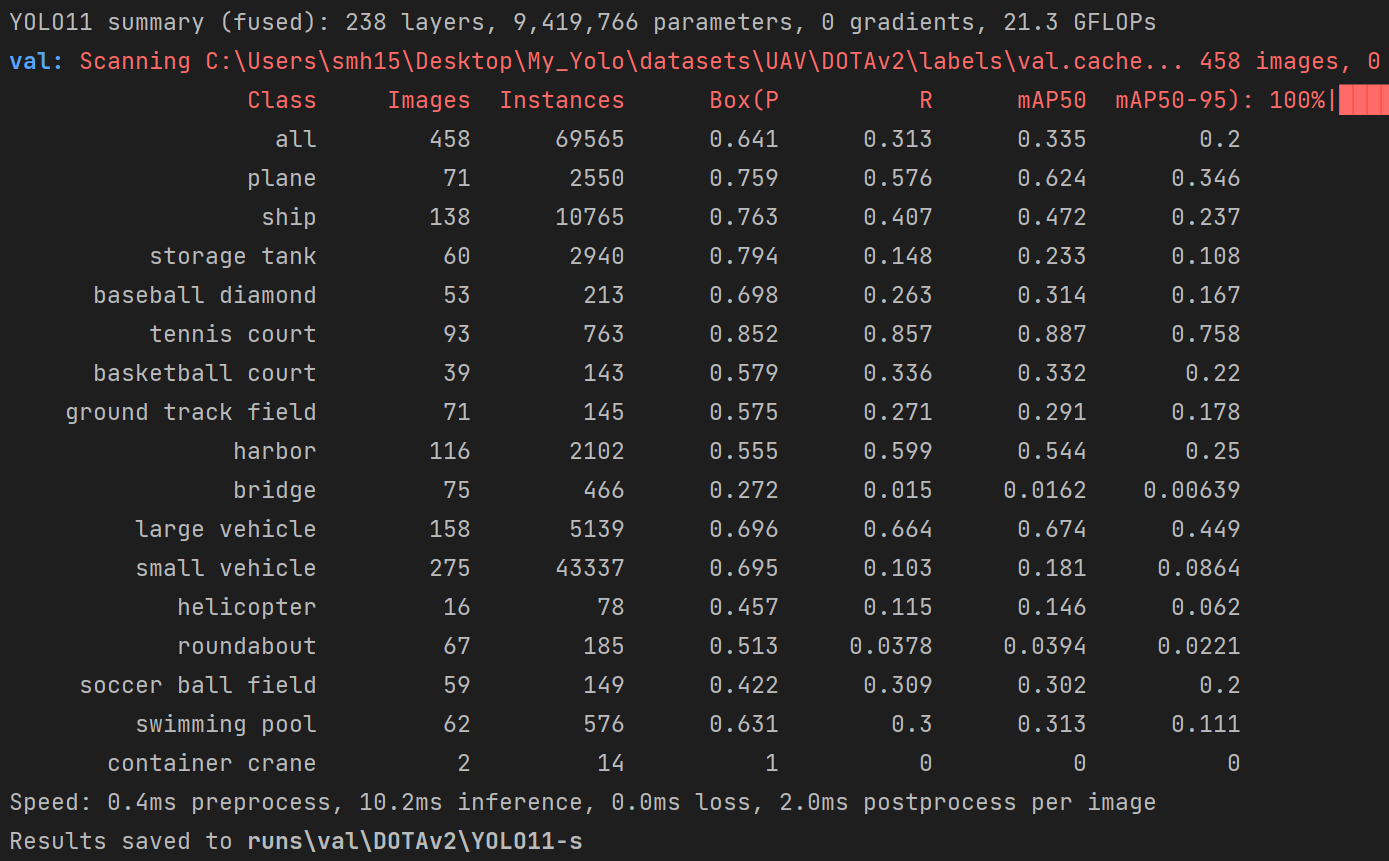 YOLO11 summary (fused): 238 layers, 9,419,766 parameters, 0 gradients, 21.3 GFLOPs
val: Scanning C:\Users\smh15\Desktop\My_Yolo\datasets\UAV\DOTAv2\labels\val.cache... 458 images, 0
Class Images Instances Box(P R mAP50 mAP50-95): 100%|
all 458 69565 0.641 0.313 0.335 0.2
plane 71 2550 0.759 0.576 0.624 0.346
ship 138 10765 0.763 0.407 0.472 0.237
storage tank 60 2940 0.794 0.148 0.233 0.108
baseball diamond 53 213 0.698 0.263 0.314 0.167
tennis court 93 763 0.852 0.857 0.887 0.758
basketball court 39 143 0.579 0.336 0.332 0.22
ground track field 71 145 0.575 0.271 0.291 0.178
harbor 116 2102 0.555 0.599 0.544 0.25
bridge 75 466 0.272 0.015 0.0162 0.00639
large vehicle 158 5139 0.696 0.664 0.674 0.449
small vehicle 275 43337 0.695 0.103 0.181 0.0864
helicopter 16 78 0.457 0.115 0.146 0.062
roundabout 67 185 0.513 0.0378 0.0394 0.0221
soccer ball field 59 149 0.422 0.309 0.302 0.2
swimming pool 62 576 0.631 0.3 0.313 0.111
container crane 2 14 1 0 0 0
Speed: 0.4ms preprocess, 10.2ms inference, 0.0ms loss, 2.0ms postprocess per image
Results saved to runs\val\DOTAv2\YOLO11-s